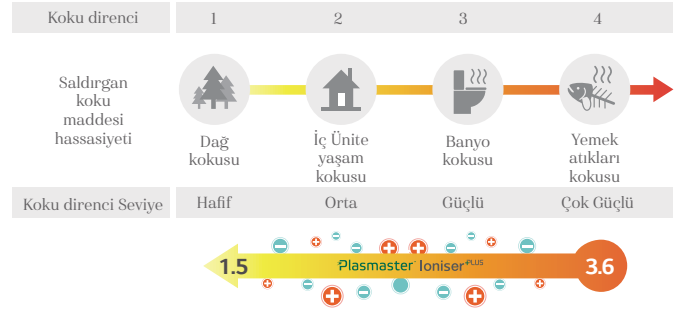 Koku direnci 1 2 3 4
Saldırgan
koku
maddesi
hassasiyeti
Dağ
kokusu
İç Ünite
yaşam
kokusu
Banyo
kokusu
Yemek
atıkları
kokusu
Koku direnci Seviye Hafif Orta Güçlü Çok Güçlü
1.5 Plasmaster™ Ioniser PLUS 3.6